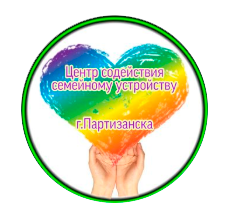 Центр содействия
семейному устройству
г.Партизанска